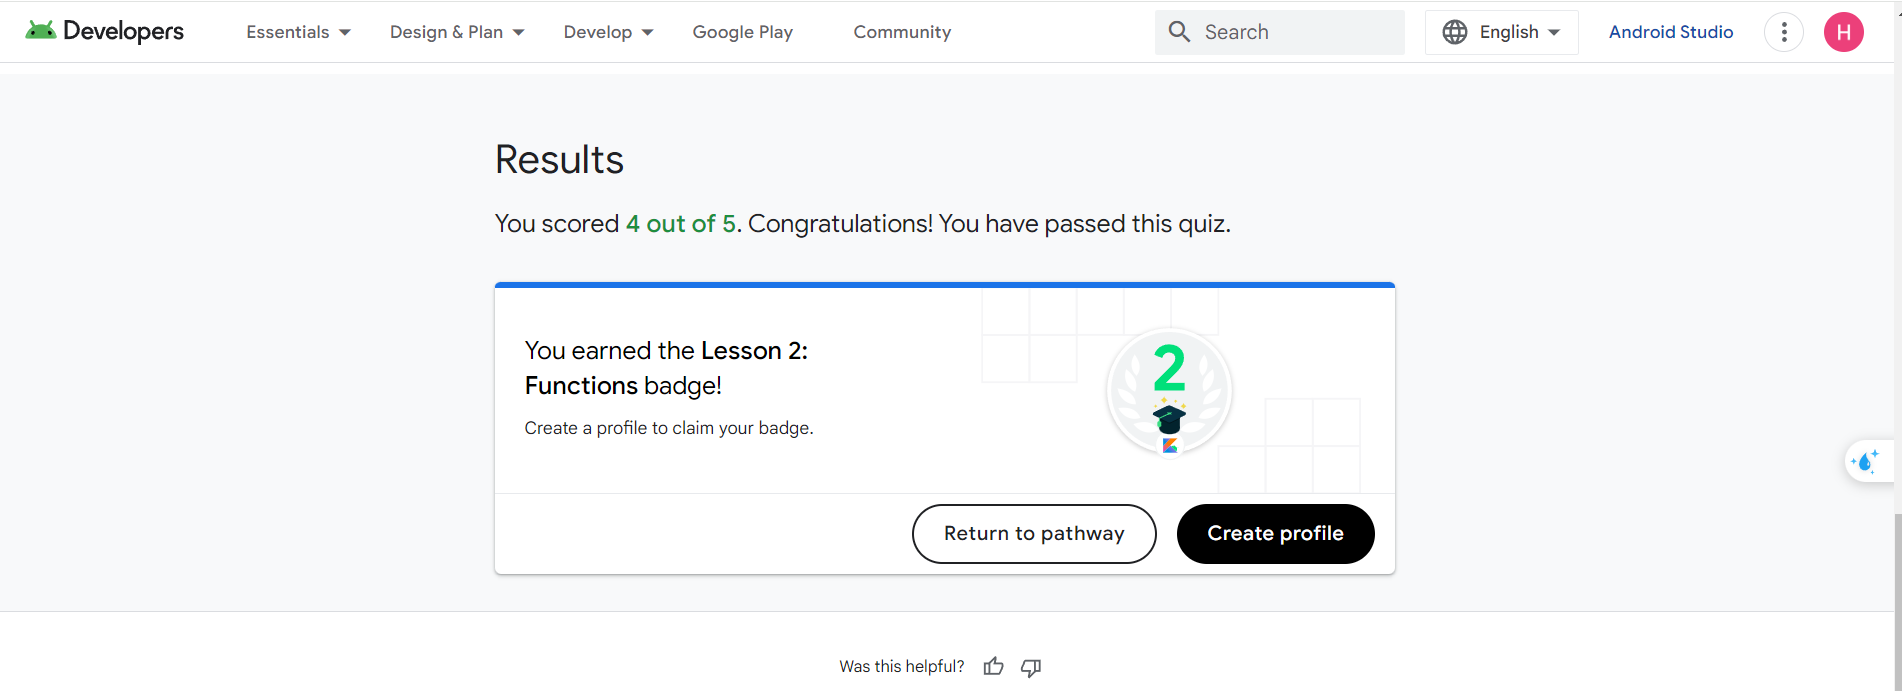 Developers Essentials Design & Plan Develop Google Play Community Search English Android Studio H
Results
You scored 4 out of 5. Congratulations! You have passed this quiz.
You earned the Lesson 2:
Functions badge!
Create a profile to claim your badge.
2
Return to pathway Create profile
Was this helpful?